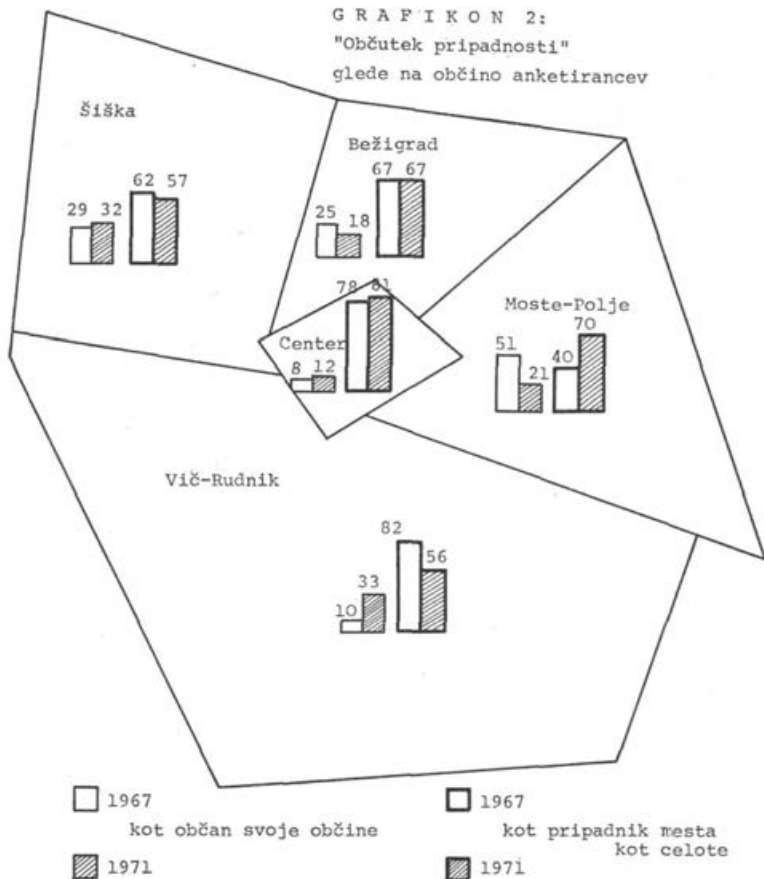 GRAFIKON 2:
"Občutek pripadnosti"
glede na občino anketirancev
Šiška
29 32 62 57
Bežigrad
25 18 67 67
Center
8 12 78 81
Moste-Polje
51 21 40 70
Vič-Rudnik
10 33 82 56
1967
kot občan svoje občine
1971
1967
kot pripadnik mesta
kot celote
1971